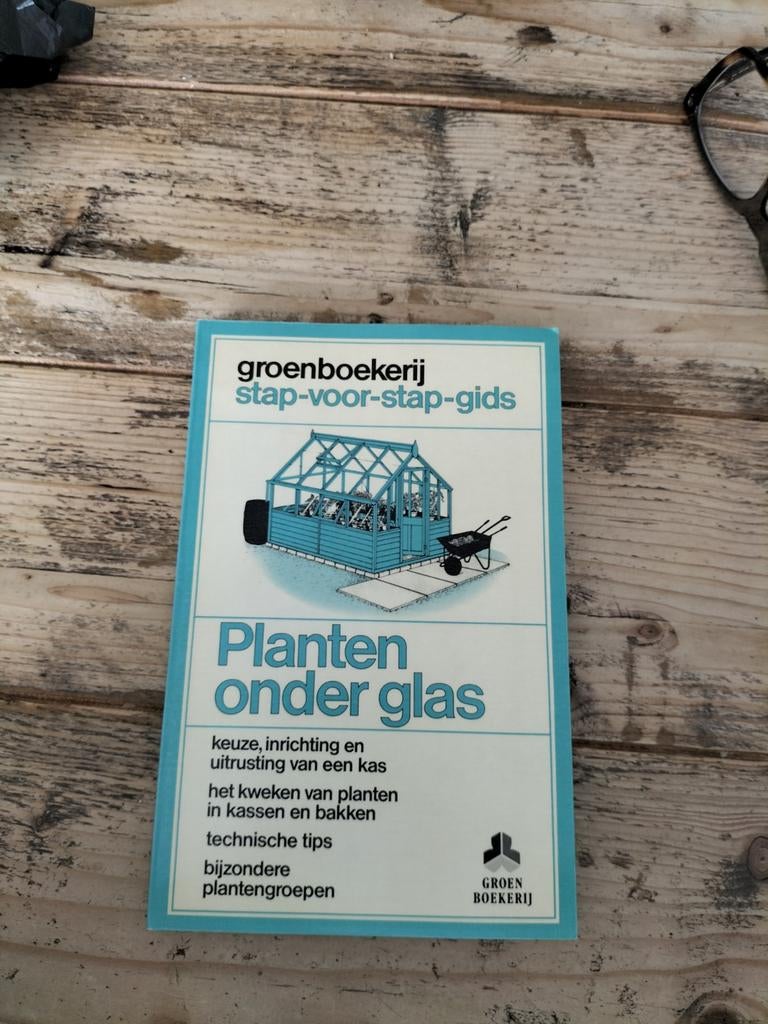 groenboekerij
stap-voor-stap-gids
Planten
onder glas
keuze, inrichting en
uitrusting van een kas
het kweken van planten
in kassen en bakken
technische tips
bijzondere
plantengroepen
GROEN
BOEKERIJ